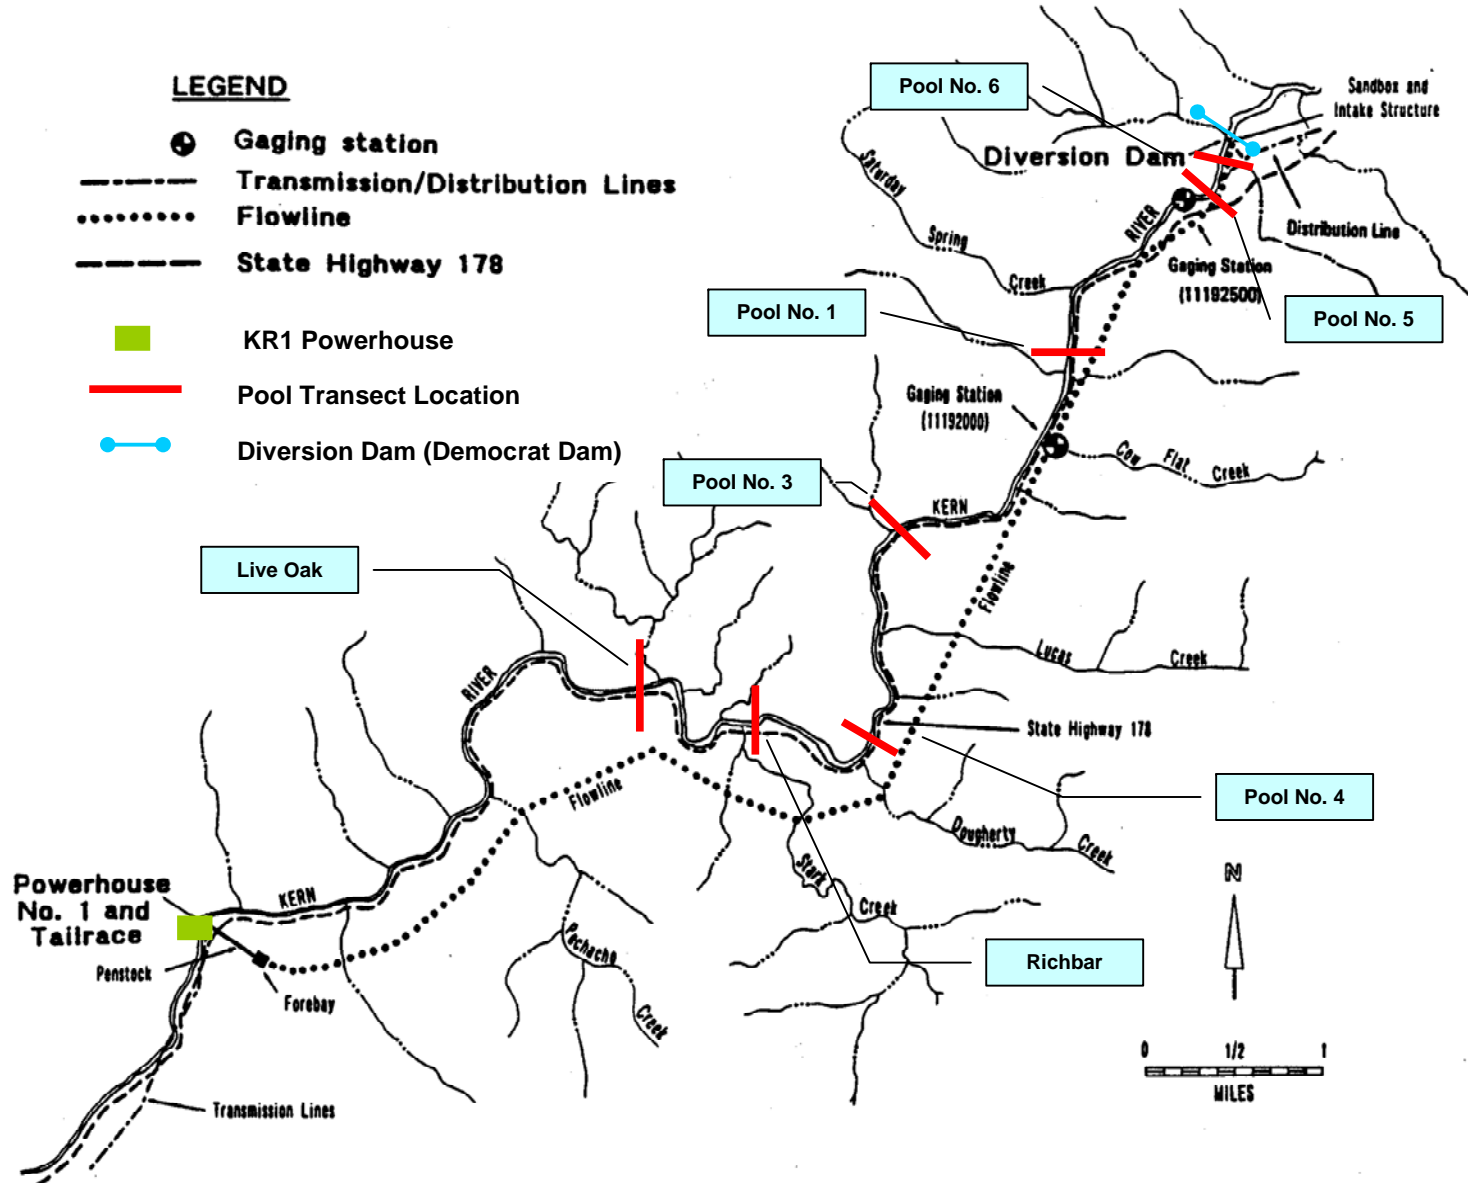 LEGEND
Gaging station
Transmission/Distribution Lines
Flowline
State Highway 178
KR1 Powerhouse
Pool Transect Location
Diversion Dam (Democrat Dam)
Pool No. 6
Sandbox and
Intake Structure
Diversion Dam
Saturday
Spring
Creek
RIVER
Distribution Line
Gaging Station
(11192500)
Pool No. 5
Pool No. 1
Gaging Station
(11192000)
Cow Flat Creek
Pool No. 3
KERN
Flowline
Live Oak
Lucas Creek
RIVER
State Highway 178
Flowline
Pool No. 4
Dougherty Creek
Stark
Creek
Powerhouse
No. 1 and
Tailrace
KERN
Penstock
Forebay
Pechacho
Creek
Richbar
N
0 1/2 1
MILES
Transmission Lines